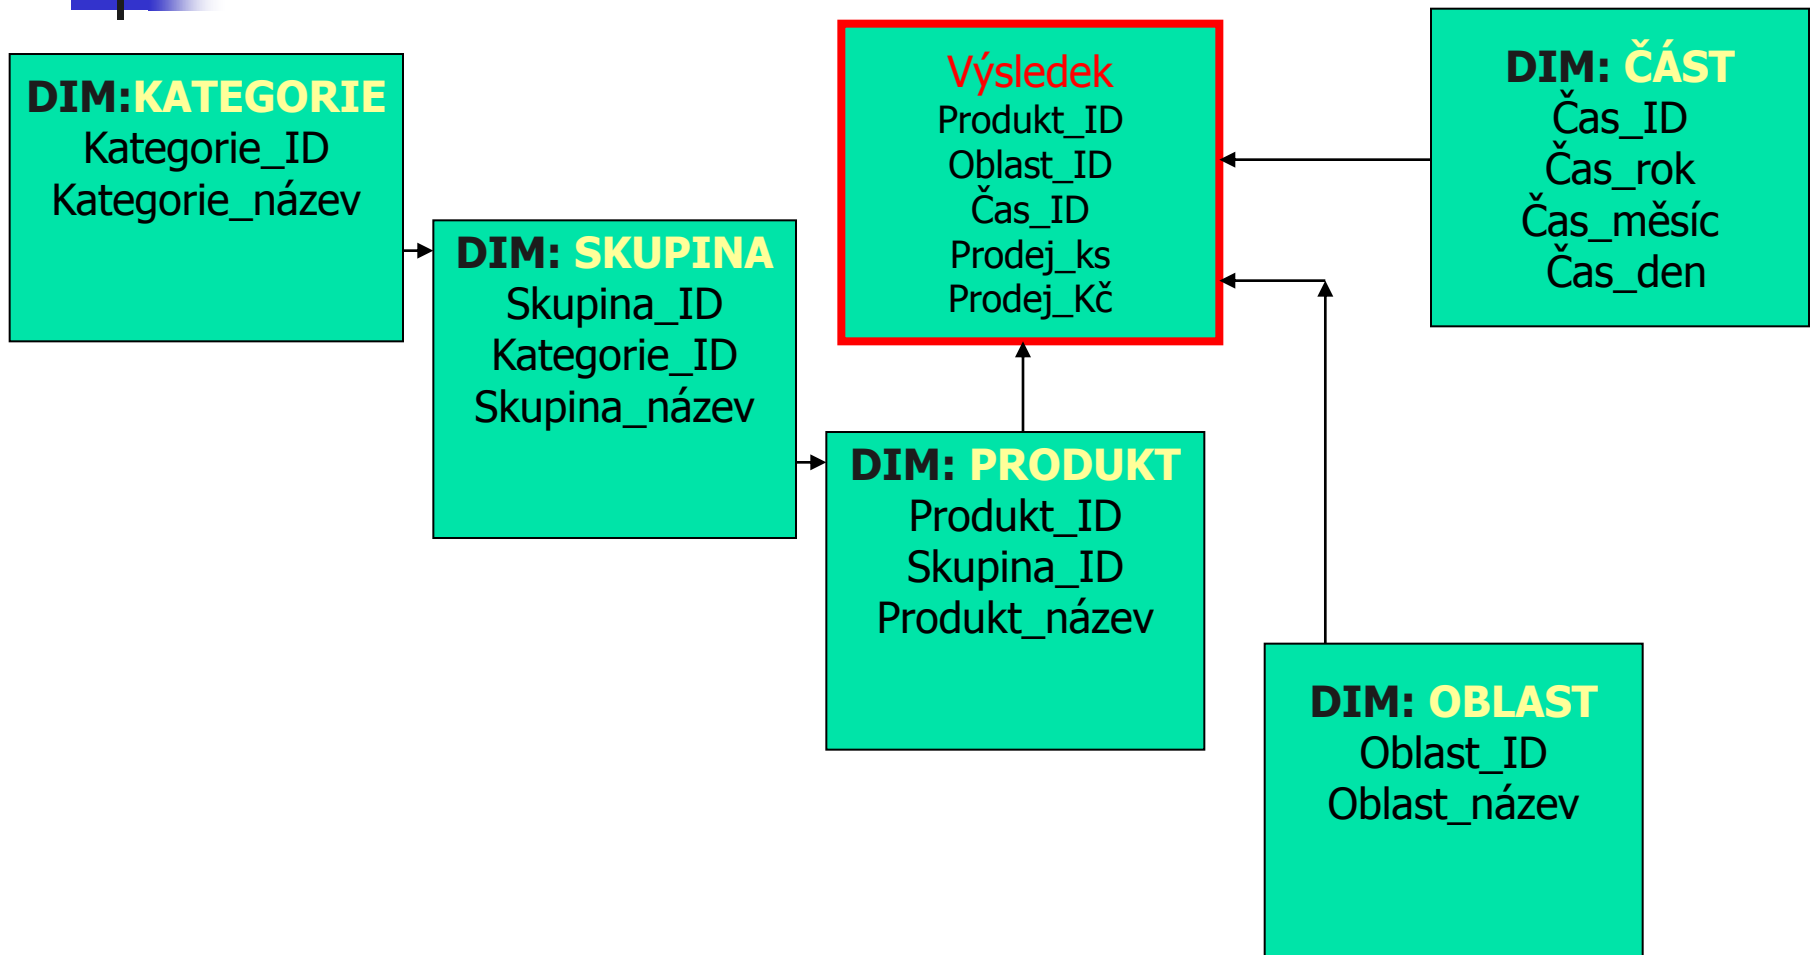 DIM:KATEGORIE
Kategorie_ID
Kategorie_název
DIM: SKUPINA
Skupina_ID
Kategorie_ID
Skupina_název
Výsledek
Produkt_ID
Oblast_ID
Čas_ID
Prodej_ks
Prodej_Kč
DIM: PRODUKT
Produkt_ID
Skupina_ID
Produkt_název
DIM: ČÁST
Čas_ID
Čas_rok
Čas_měsíc
Čas_den
DIM: OBLAST
Oblast_ID
Oblast_název